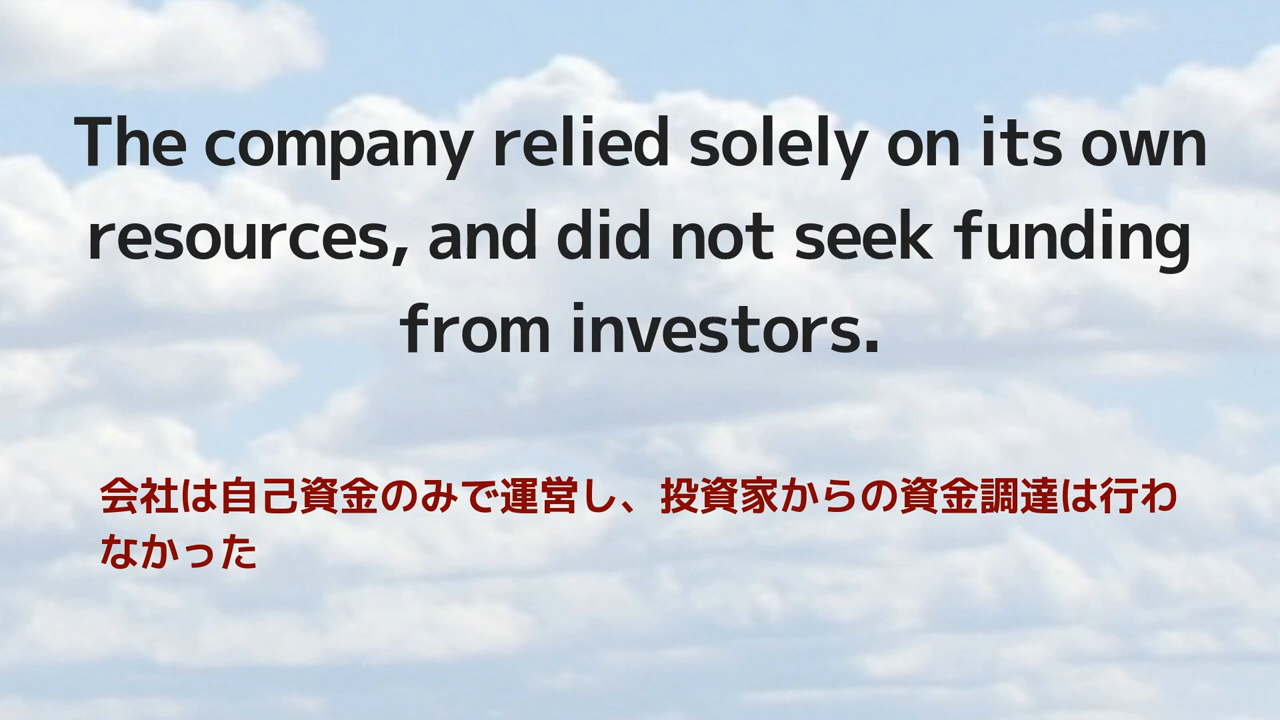 The company relied solely on its own
resources, and did not seek funding
from investors.
会社は自己資金のみで運営し、投資家からの資金調達は行わ
なかった